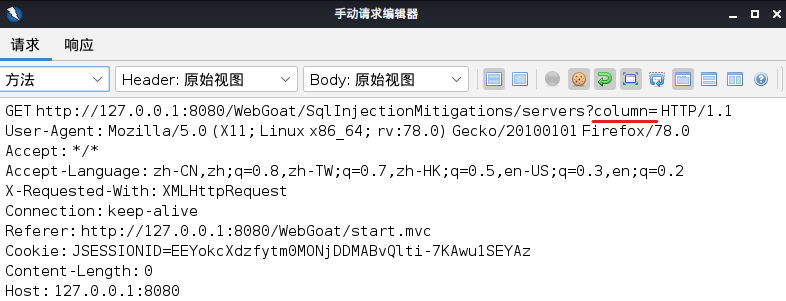 手动请求编辑器
请求 响应
方法 Header: 原始视图 Body: 原始视图
GET http://127.0.0.1:8080/WebGoat/SqlInjectionMitigations/servers?column= HTTP/1.1
User-Agent: Mozilla/5.0 (X11; Linux x86_64; rv:78.0) Gecko/20100101 Firefox/78.0
Accept: */*
Accept-Language: zh-CN,zh;q=0.8,zh-TW;q=0.7,zh-HK;q=0.5,en-US;q=0.3,en;q=0.2
X-Requested-With: XMLHttpRequest
Connection: keep-alive
Referer: http://127.0.0.1:8080/WebGoat/start.mvc
Cookie: JSESSIONID=EEYokcXdzfytm0MONjDDMABvQlti-7KAwu1SEYAz
Content-Length: 0
Host: 127.0.0.1:8080